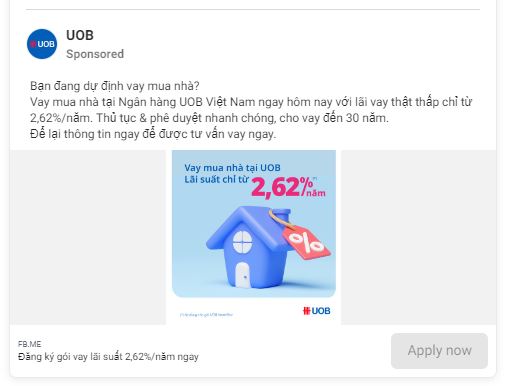 UOB
UOB
Sponsored
Bạn đang dự định vay mua nhà?
Vay mua nhà tại Ngân hàng UOB Việt Nam ngay hôm nay với lãi vay thật thấp chỉ từ
2,62%/năm. Thủ tục & phê duyệt nhanh chóng, cho vay đến 30 năm.
Để lại thông tin ngay để được tư vấn vay ngay.
Vay mua nhà tại UOB
Lãi suất chỉ từ
2,62%
năm
%
UOB
FB.ME
Đăng ký gói vay lãi suất 2,62%/năm ngay
Apply now